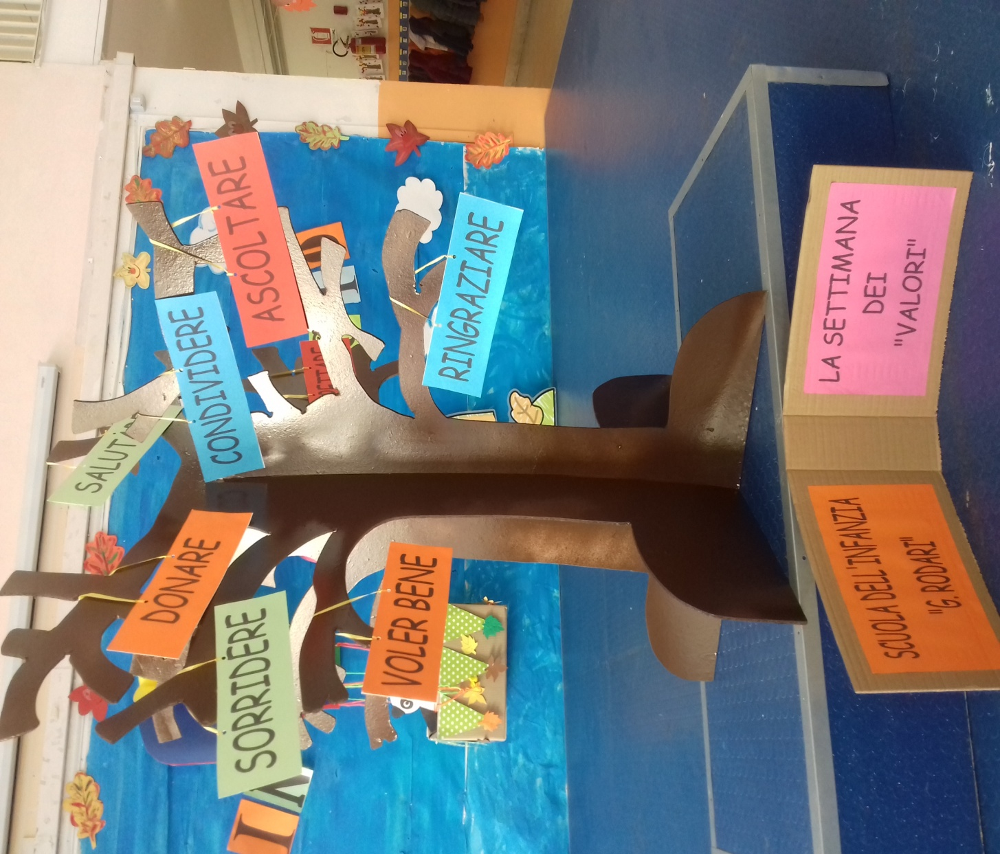 ASCOLTARE
CONDIVIDERE
RINGRAZIARE
DONARE
SORRIDERE
VOLER BENE
LA SETTIMANA
DEI
"VALORI"
SCUOLA DELL'INFANZIA
"G. RODARI"